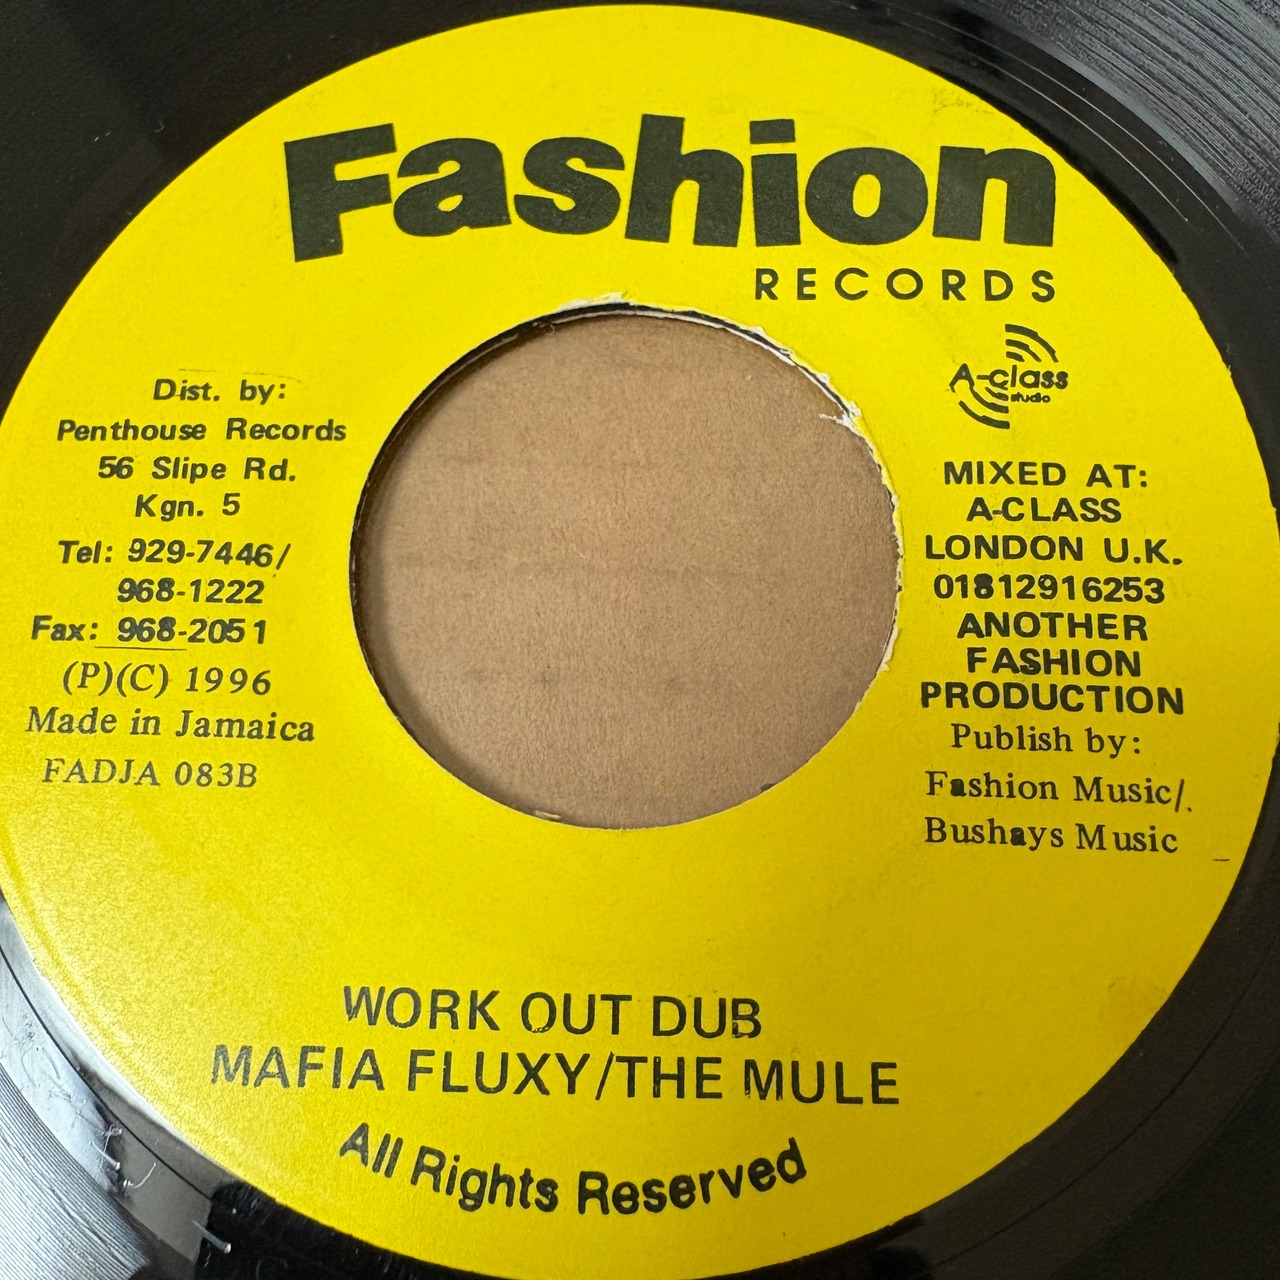 Fashion
RECORDS
A-class
studio
Dist. by:
Penthouse Records
56 Slipe Rd.
Kgn. 5
Tel: 929-7446/
968-1222
Fax: 968-2051
(P)(C) 1996
Made in Jamaica
FADJA 083B
MIXED AT:
A-CLASS
LONDON U.K.
01812916253
ANOTHER
FASHION
PRODUCTION
Publish by:
Fashion Music/.
Bushays Music
WORK OUT DUB
MAFIA FLUXY/THE MULE
All Rights Reserved